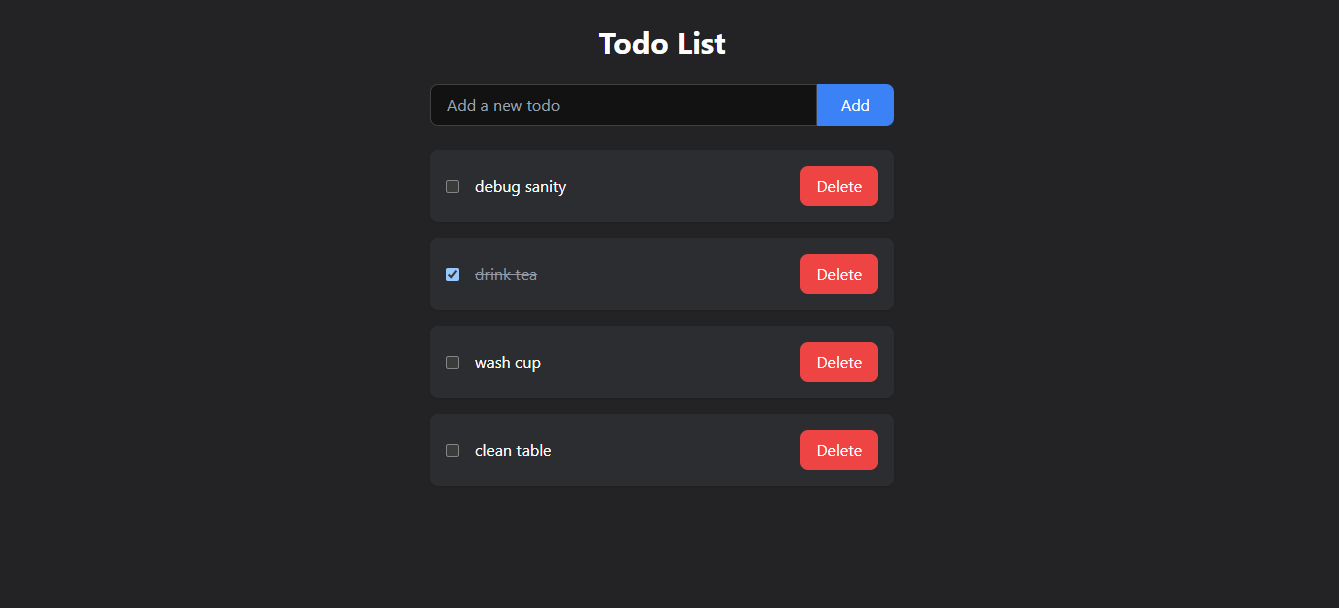 Todo List
Add a new todo Add
debug sanity Delete
drink tea Delete
wash cup Delete
clean table Delete